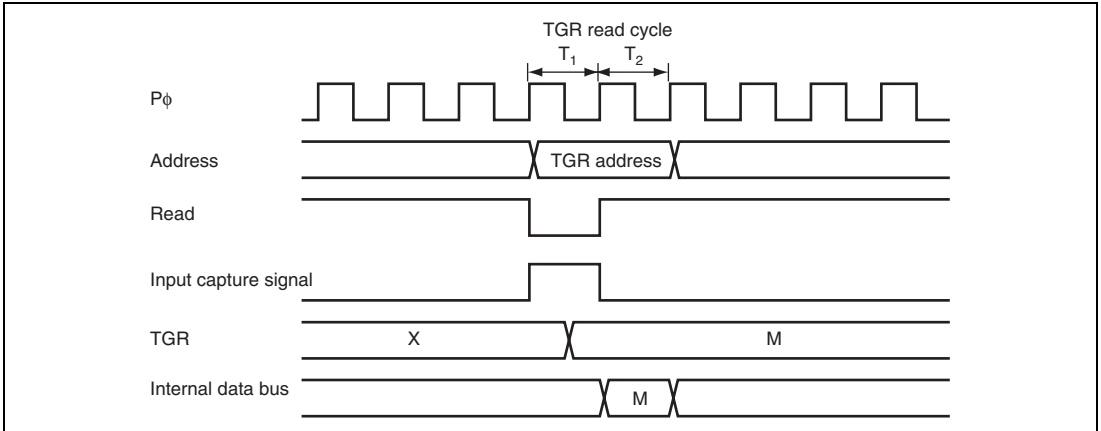 TGR read cycle
T1 T2
Pϕ
Address TGR address
Read
Input capture signal
TGR X M
Internal data bus M